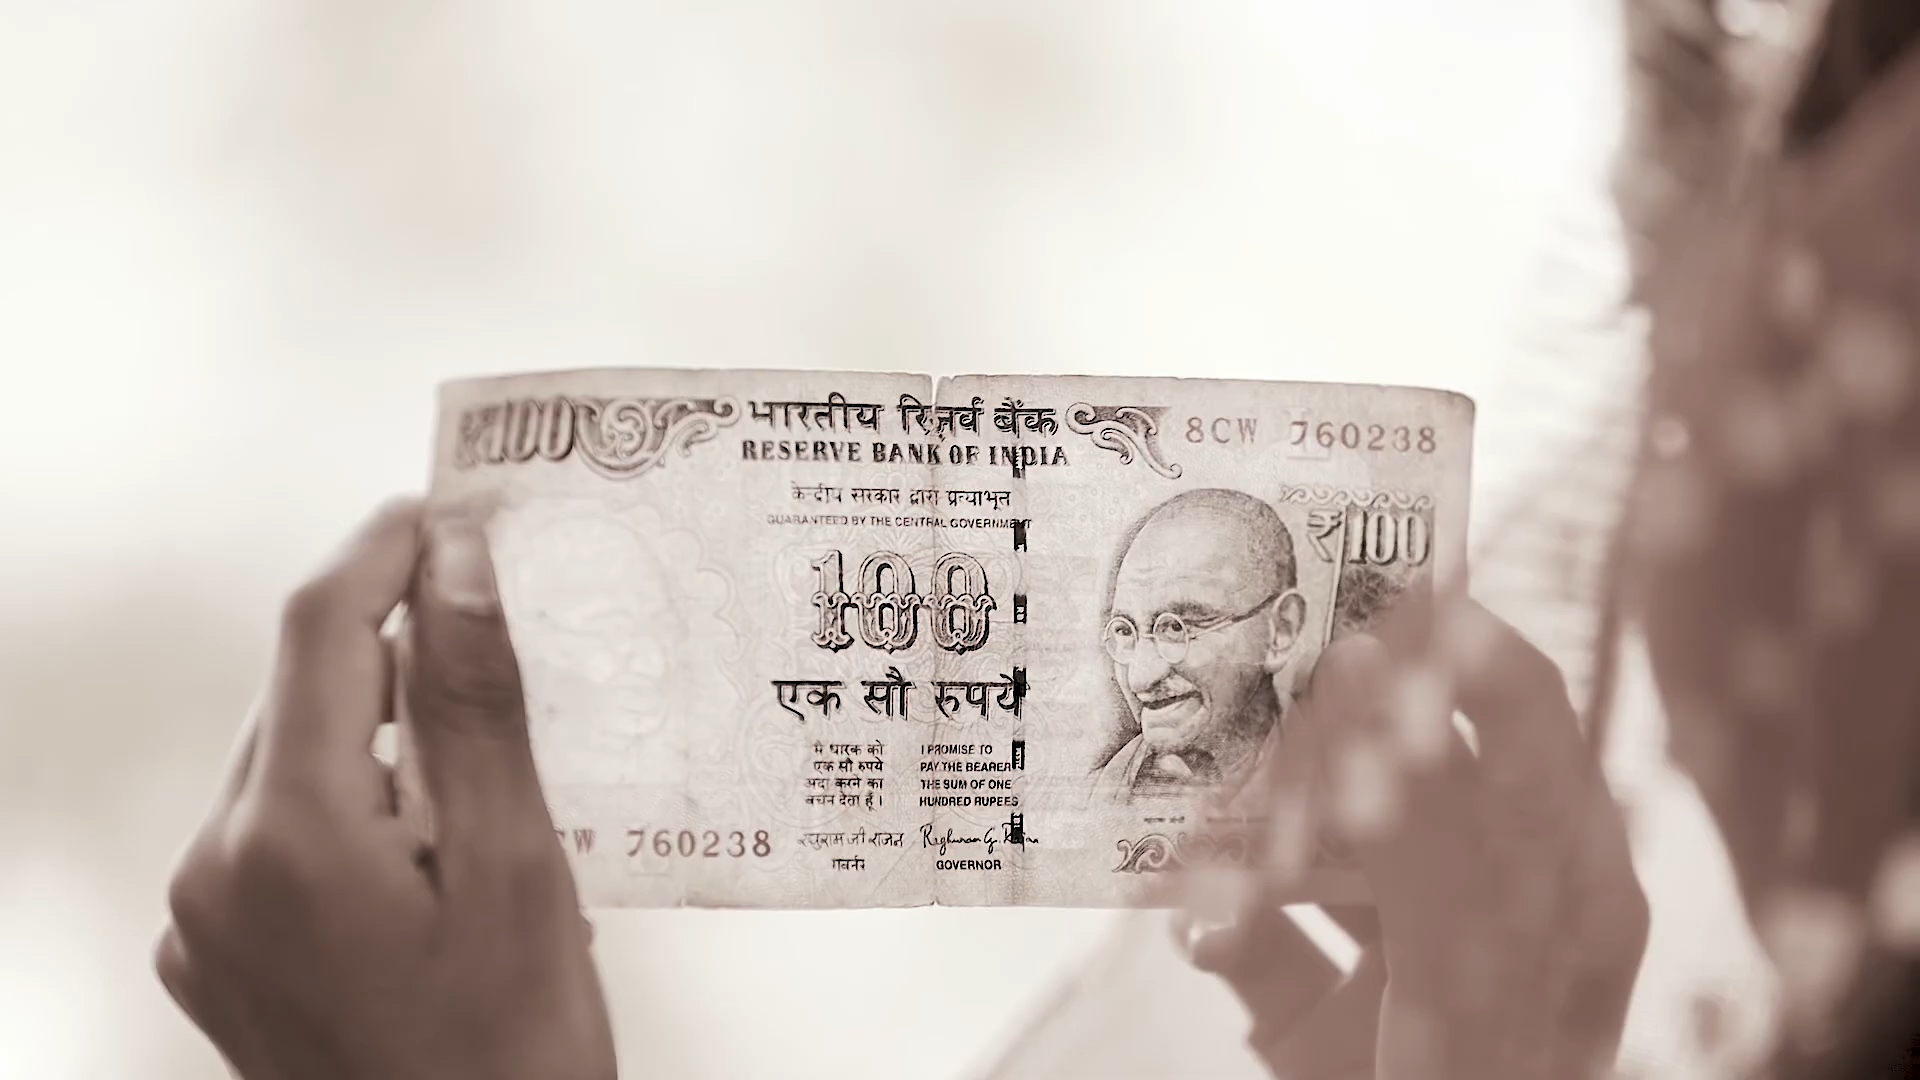 ₹100
भारतीय रिज़र्व बैंक
RESERVE BANK OF INDIA
8CW 760238
केन्द्रीय सरकार द्वारा प्रत्याभूत
GUARANTEED BY THE CENTRAL GOVERNMENT
₹100
100
एक सौ रुपये
मैं धारक को
एक सौ रुपये
अदा करने का
वचन देता हूँ।
I PROMISE TO
PAY THE BEARER
THE SUM OF ONE
HUNDRED RUPEES
W 760238
रघुराम जी राजन
गवर्नर
Raghuram G. Rajan
GOVERNOR